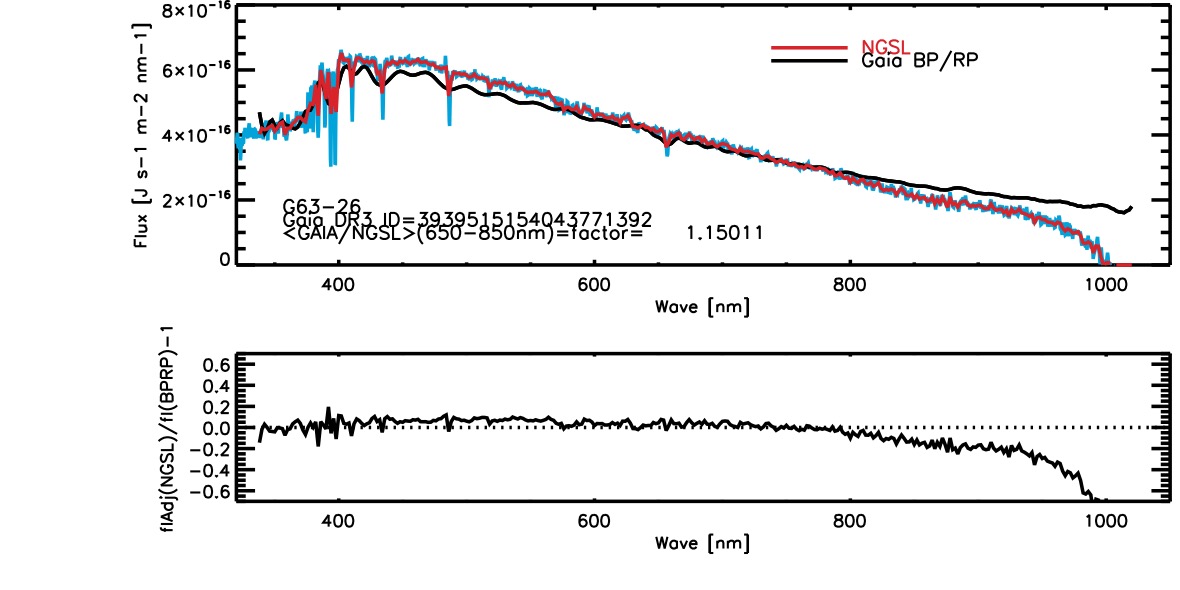 8×10⁻¹⁶
6×10⁻¹⁶
4×10⁻¹⁶
2×10⁻¹⁶
0
Flux [J s-1 m-2 nm-1]
NGSL
Gaia BP/RP
G63-26
Gaia DR3 ID=3939515154043771392
<GAIA/NGSL>(650-850nm)=factor= 1.15011
400 600 800 1000
Wave [nm]
flAdj(NGSL)/fl(BPRP)-1
0.6
0.4
0.2
0.0
-0.2
-0.4
-0.6
400 600 800 1000
Wave [nm]